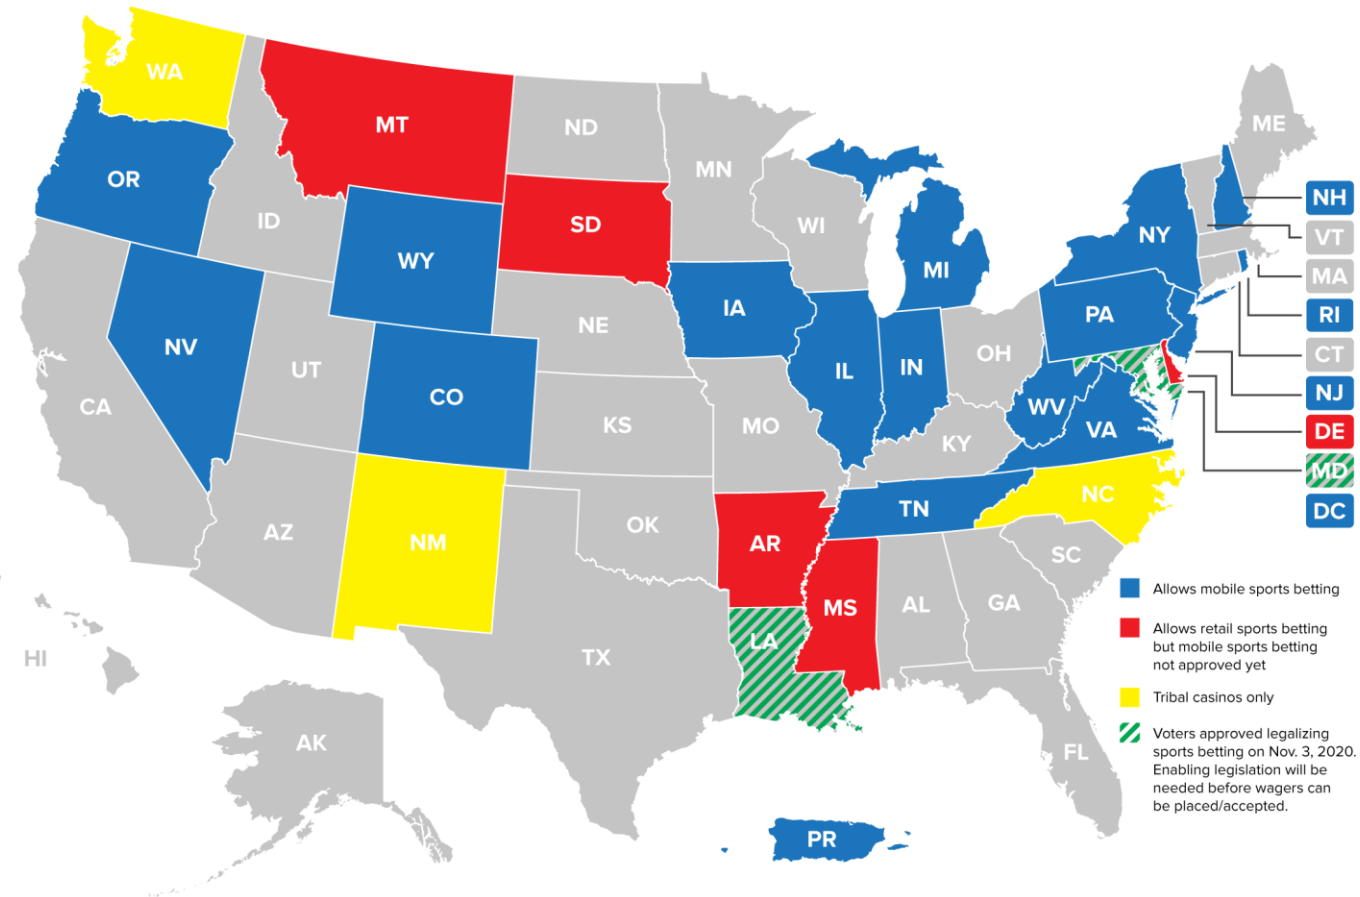 WA
MT
ND
MN
ME
OR
ID
SD
WI
NH
WY
MI
NY
VT
MA
NV
IA
PA
RI
NE
CT
CA
UT
CO
IL
IN
OH
NJ
KS
MO
WV
VA
DE
KY
MD
AZ
NM
OK
AR
TN
NC
DC
SC
MS
AL
GA
LA
TX
HI
AK
FL
PR
Allows mobile sports betting
Allows retail sports betting
but mobile sports betting
not approved yet
Tribal casinos only
Voters approved legalizing
sports betting on Nov. 3, 2020.
Enabling legislation will be
needed before wagers can
be placed/accepted.